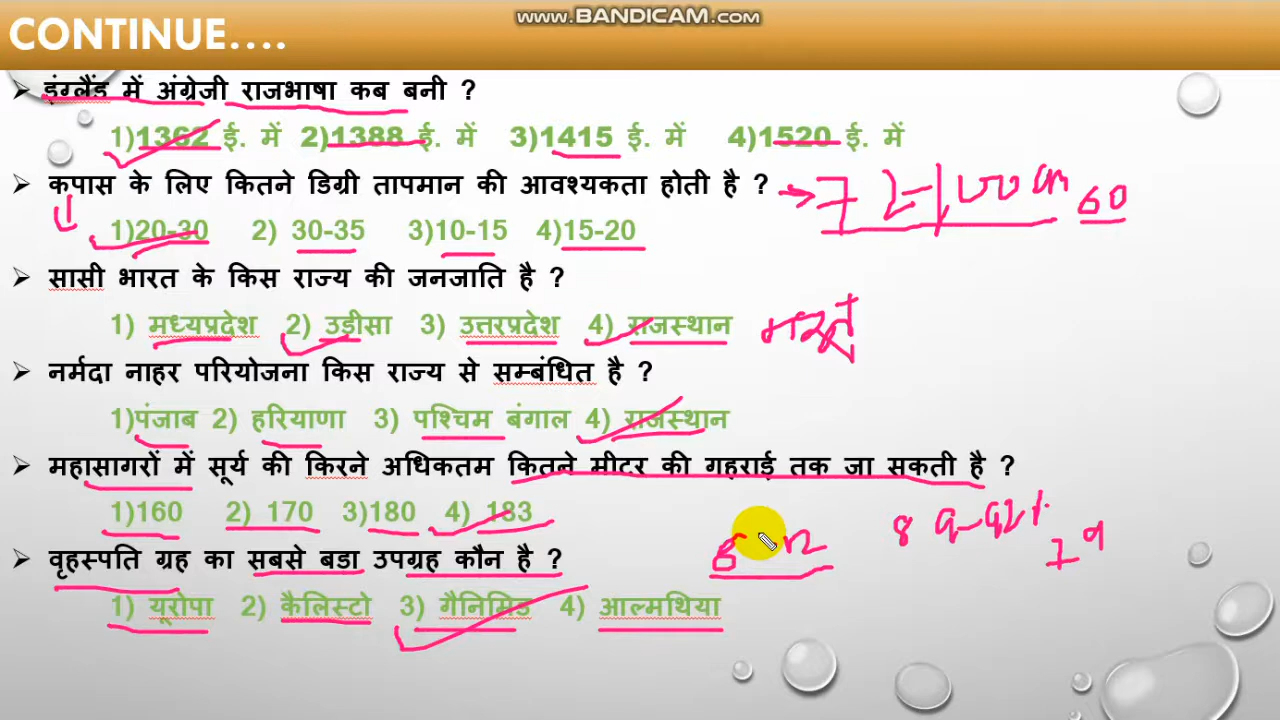 www.BANDICAM.com
CONTINUE....
इंग्लैंड में अंग्रेजी राजभाषा कब बनी ?
1)1362 ई. में 2)1388 ई. में 3)1415 ई. में 4)1520 ई. में
कपास के लिए कितने डिग्री तापमान की आवश्यकता होती है ?
1)20-30 2) 30-35 3)10-15 4)15-20
60
सासी भारत के किस राज्य की जनजाति है ?
1) मध्यप्रदेश 2) उडीसा 3) उत्तरप्रदेश 4) राजस्थान
नर्मदा नाहर परियोजना किस राज्य से सम्बंधित है ?
1)पंजाब 2) हरियाणा 3) पश्चिम बंगाल 4) राजस्थान
महासागरों में सूर्य की किरने अधिकतम कितने मीटर की गहराई तक जा सकती है ?
1)160 2) 170 3)180 4) 183
वृहस्पति ग्रह का सबसे बडा उपग्रह कौन है ?
1) यूरोपा 2) कैलिस्टो 3) गैनिमिड 4) आल्मथिया